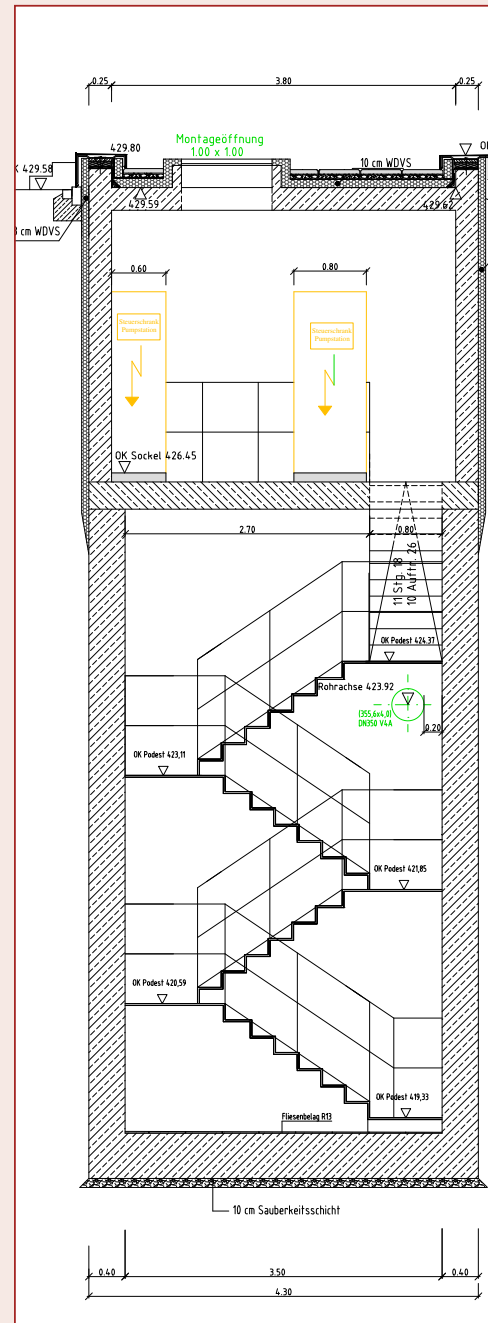 0.25
3.80
0.25
Montageöffnung
1.00 x 1.00
429.80
OK
K 429.58
10 cm WDVS
429.59
429.62
cm WDVS
0.60
0.80
Steuerschrank
Pumpstation
Steuerschrank
Pumpstation
OK Sockel 426.45
2.70
0.80
11 Stg. 18
10 Auftr. 26
OK Podest 424.37
Rohrachse 423.92
(355,6x4,0)
DN350 V4A
0.20
OK Podest 423,11
OK Podest 421,85
OK Podest 420,59
OK Podest 419,33
Fliesenbelag R13
10 cm Sauberkeitsschicht
0.40
3.50
0.40
4.30